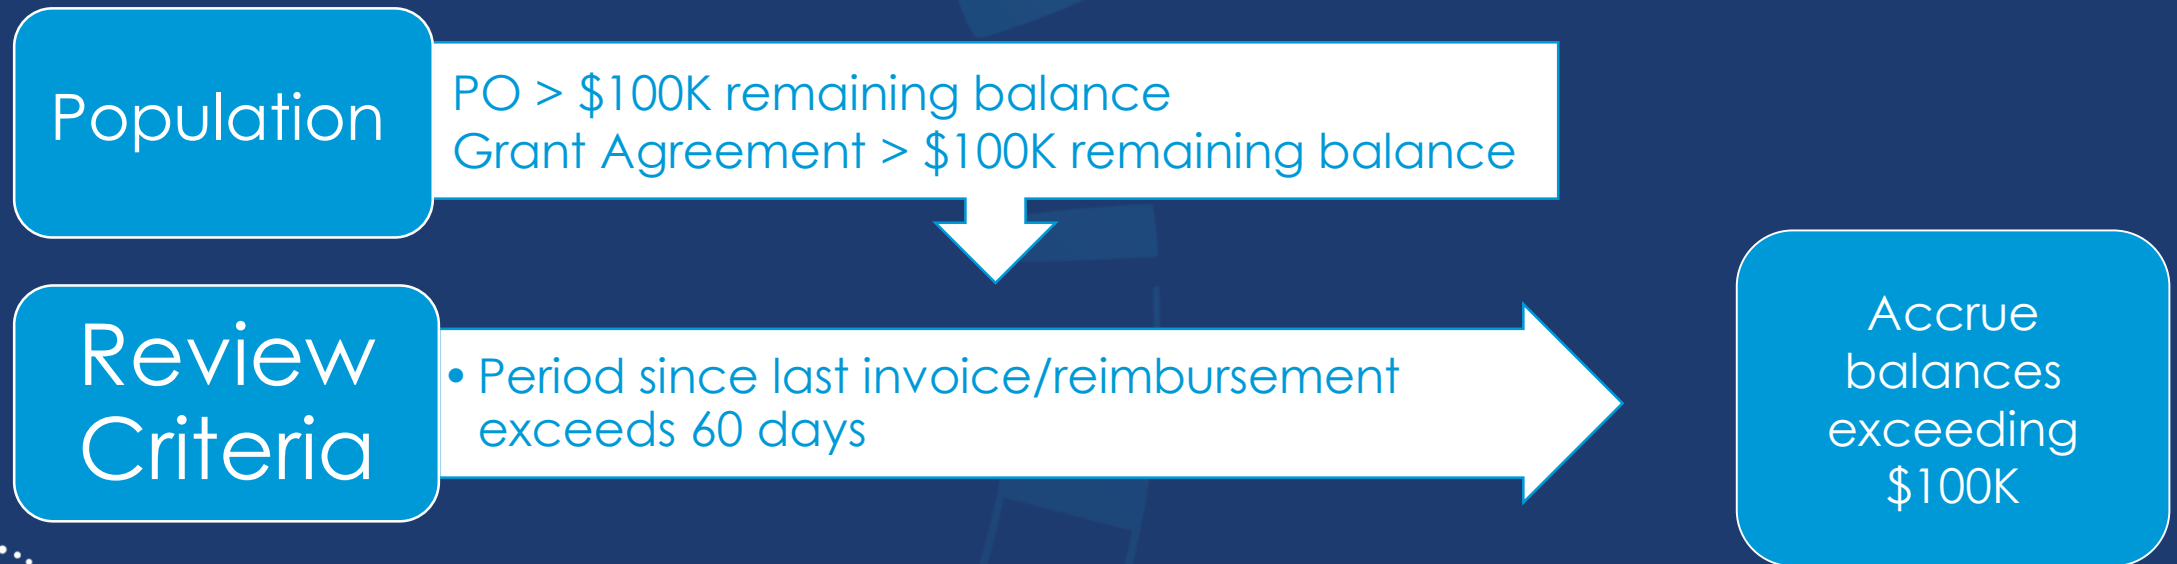 Population
PO > $100K remaining balance
Grant Agreement > $100K remaining balance
Review
Criteria
• Period since last invoice/reimbursement
exceeds 60 days
Accrue
balances
exceeding
$100K